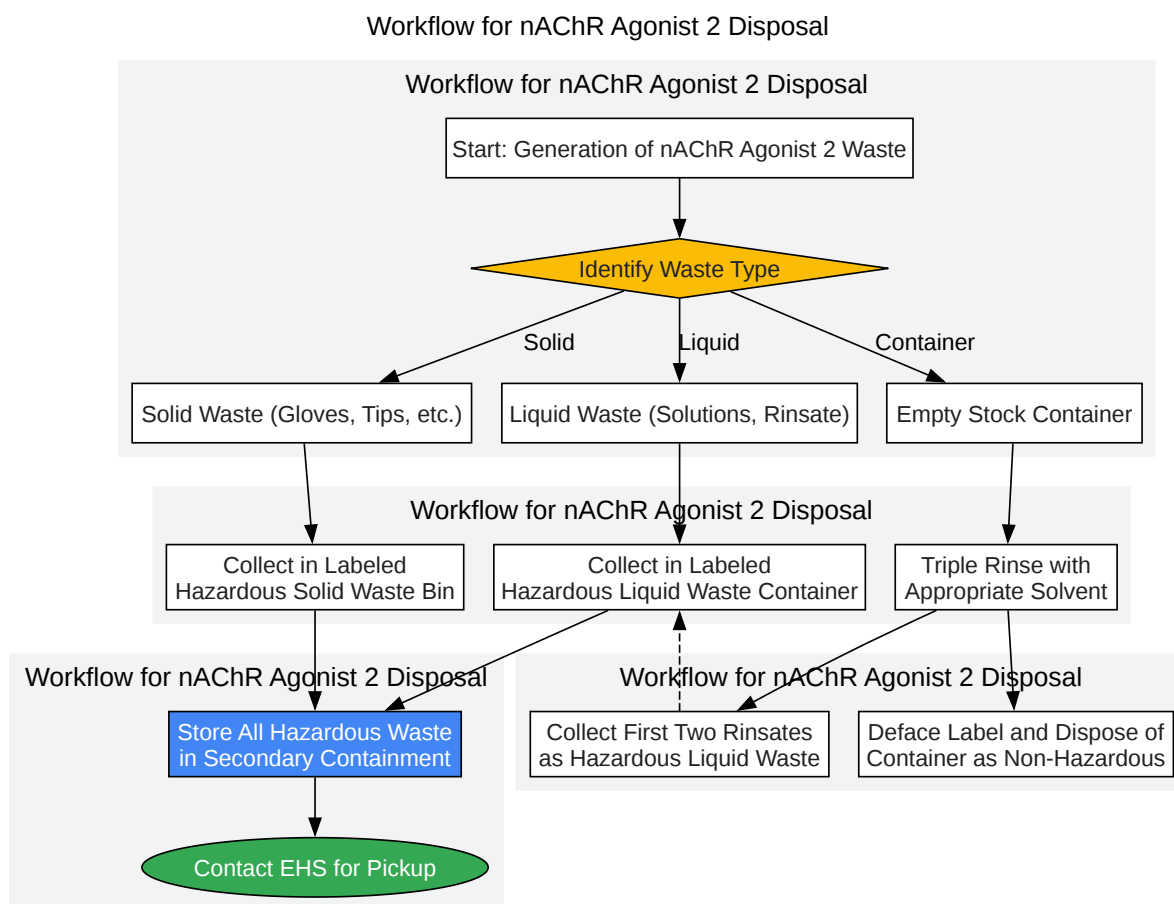 Workflow for nAChR Agonist 2 Disposal
Workflow for nAChR Agonist 2 Disposal
Start: Generation of nAChR Agonist 2 Waste
Identify Waste Type
Solid
Liquid
Container
Solid Waste (Gloves, Tips, etc.)
Liquid Waste (Solutions, Rinsate)
Empty Stock Container
Workflow for nAChR Agonist 2 Disposal
Collect in Labeled
Hazardous Solid Waste Bin
Collect in Labeled
Hazardous Liquid Waste Container
Triple Rinse with
Appropriate Solvent
Workflow for nAChR Agonist 2 Disposal
Workflow for nAChR Agonist 2 Disposal
Store All Hazardous Waste
in Secondary Containment
Collect First Two Rinsates
as Hazardous Liquid Waste
Deface Label and Dispose of
Container as Non-Hazardous
Contact EHS for Pickup